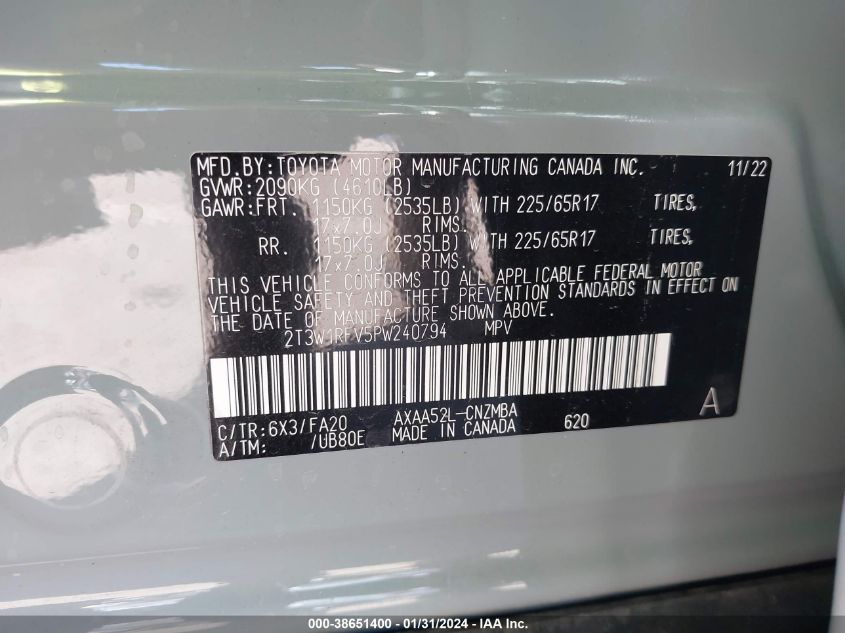 MFD.BY:TOYOTA MOTOR MANUFACTURING CANADA INC. 11/22
GVWR:2090KG (4610LB)
GAWR:FRT. 1150KG (2535LB) WITH 225/65R17 TIRES,
17x7.0J RIMS.
RR. 1150KG (2535LB) WITH 225/65R17 TIRES,
17x7.0J RIMS.
THIS VEHICLE CONFORMS TO ALL APPLICABLE FEDERAL MOTOR
VEHICLE SAFETY AND THEFT PREVENTION STANDARDS IN EFFECT ON
THE DATE OF MANUFACTURE SHOWN ABOVE.
2T3W1RFV5PW240794 MPV
A
C/TR:6X3/FA20 AXAA52L-CNZMBA 620
A/TM: /UB80E MADE IN CANADA
000-38651400 - 01/31/2024 - IAAI.com